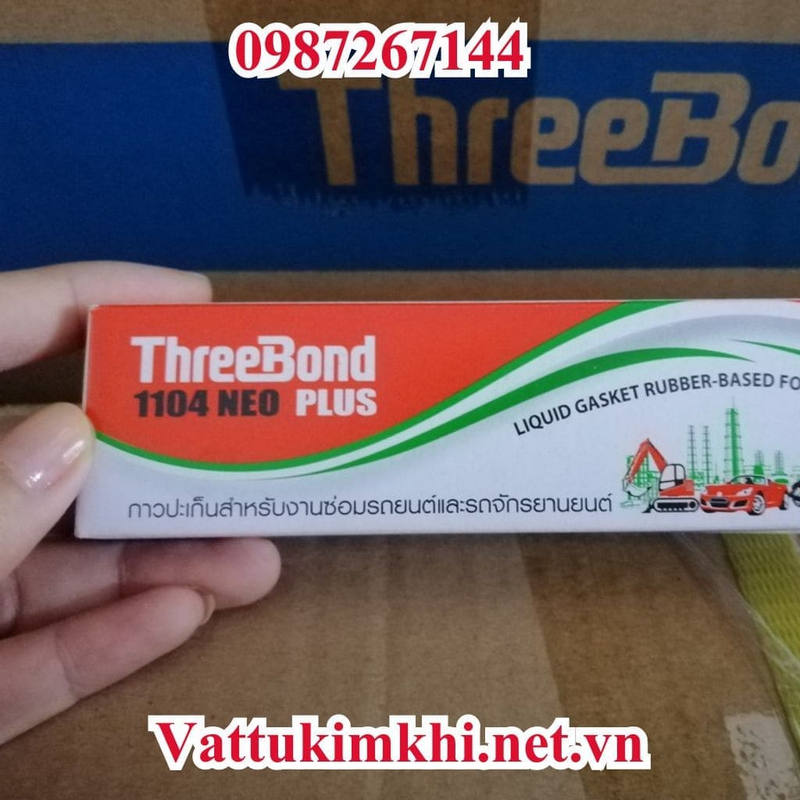 0987267144
ThreeBo
ThreeBond
1104 NEO PLUS
LIQUID GASKET RUBBER-BASED FO
กาวปะเก็นสำหรับงานซ่อมรถยนต์และรถจักรยานยนต์
Vattukimkhi.net.vn